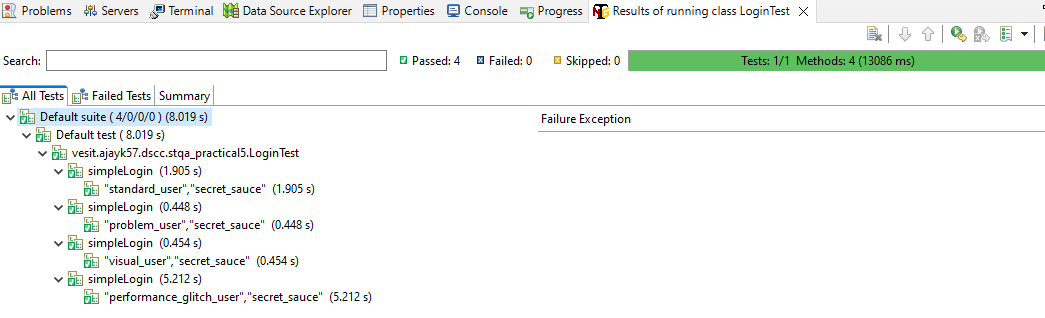 Problems Servers Terminal Data Source Explorer Properties Console Progress Results of running class LoginTest
Search: Passed: 4 Failed: 0 Skipped: 0 Tests: 1/1 Methods: 4 (13086 ms)
All Tests Failed Tests Summary
Default suite ( 4/0/0/0 ) (8.019 s) Failure Exception
Default test ( 8.019 s)
vesit.ajayk57.dscc.stqa_practical5.LoginTest
simpleLogin (1.905 s)
"standard_user","secret_sauce" (1.905 s)
simpleLogin (0.448 s)
"problem_user","secret_sauce" (0.448 s)
simpleLogin (0.454 s)
"visual_user","secret_sauce" (0.454 s)
simpleLogin (5.212 s)
"performance_glitch_user","secret_sauce" (5.212 s)